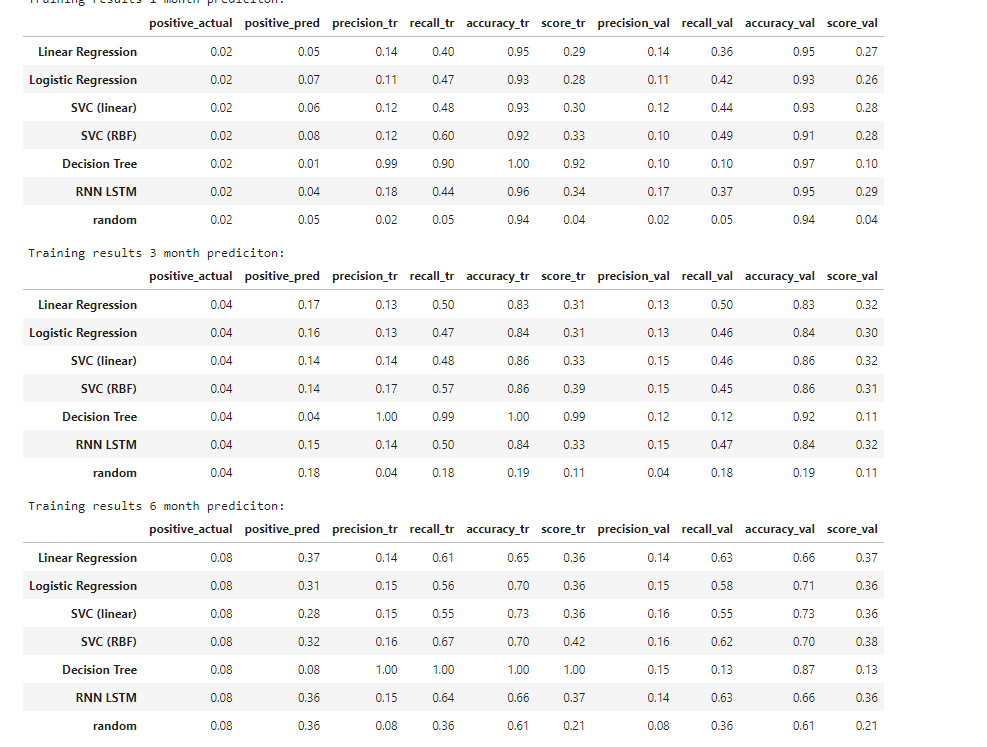 Training results 1 month prediciton:
positive_actual positive_pred precision_tr recall_tr accuracy_tr score_tr precision_val recall_val accuracy_val score_val
Linear Regression 0.02 0.05 0.14 0.40 0.95 0.29 0.14 0.36 0.95 0.27
Logistic Regression 0.02 0.07 0.11 0.47 0.93 0.28 0.11 0.42 0.93 0.26
SVC (linear) 0.02 0.06 0.12 0.48 0.93 0.30 0.12 0.44 0.93 0.28
SVC (RBF) 0.02 0.08 0.12 0.60 0.92 0.33 0.10 0.49 0.91 0.28
Decision Tree 0.02 0.01 0.99 0.90 1.00 0.92 0.10 0.10 0.97 0.10
RNN LSTM 0.02 0.04 0.18 0.44 0.96 0.34 0.17 0.37 0.95 0.29
random 0.02 0.05 0.02 0.05 0.94 0.04 0.02 0.05 0.94 0.04
Training results 3 month prediciton:
positive_actual positive_pred precision_tr recall_tr accuracy_tr score_tr precision_val recall_val accuracy_val score_val
Linear Regression 0.04 0.17 0.13 0.50 0.83 0.31 0.13 0.50 0.83 0.32
Logistic Regression 0.04 0.16 0.13 0.47 0.84 0.31 0.13 0.46 0.84 0.30
SVC (linear) 0.04 0.14 0.14 0.48 0.86 0.33 0.15 0.46 0.86 0.32
SVC (RBF) 0.04 0.14 0.17 0.57 0.86 0.39 0.15 0.45 0.86 0.31
Decision Tree 0.04 0.04 1.00 0.99 1.00 0.99 0.12 0.12 0.92 0.11
RNN LSTM 0.04 0.15 0.14 0.50 0.84 0.33 0.15 0.47 0.84 0.32
random 0.04 0.18 0.04 0.18 0.19 0.11 0.04 0.18 0.19 0.11
Training results 6 month prediciton:
positive_actual positive_pred precision_tr recall_tr accuracy_tr score_tr precision_val recall_val accuracy_val score_val
Linear Regression 0.08 0.37 0.14 0.61 0.65 0.36 0.14 0.63 0.66 0.37
Logistic Regression 0.08 0.31 0.15 0.56 0.70 0.36 0.15 0.58 0.71 0.36
SVC (linear) 0.08 0.28 0.15 0.55 0.73 0.36 0.16 0.55 0.73 0.36
SVC (RBF) 0.08 0.32 0.16 0.67 0.70 0.42 0.16 0.62 0.70 0.38
Decision Tree 0.08 0.08 1.00 1.00 1.00 1.00 0.15 0.13 0.87 0.13
RNN LSTM 0.08 0.36 0.15 0.64 0.66 0.37 0.14 0.63 0.66 0.36
random 0.08 0.36 0.08 0.36 0.61 0.21 0.08 0.36 0.61 0.21